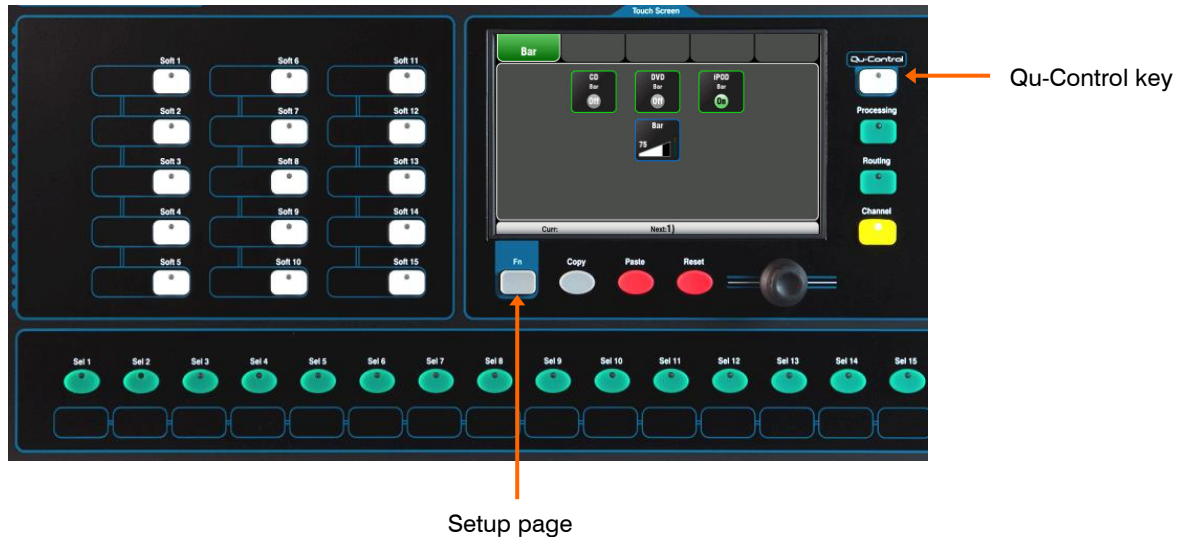 Touch Screen
Soft 1 Soft 6 Soft 11
Soft 2 Soft 7 Soft 12
Soft 3 Soft 8 Soft 13
Soft 4 Soft 9 Soft 14
Soft 5 Soft 10 Soft 15
Bar
CD DVD iPOD
Bar Bar Bar
Off Off On
Bar
75
Curr: Next:1)
Qu-Control
Processing
Routing
Channel
Qu-Control key
Fn Copy Paste Reset
Sel 1 Sel 2 Sel 3 Sel 4 Sel 5 Sel 6 Sel 7 Sel 8 Sel 9 Sel 10 Sel 11 Sel 12 Sel 13 Sel 14 Sel 15
Setup page